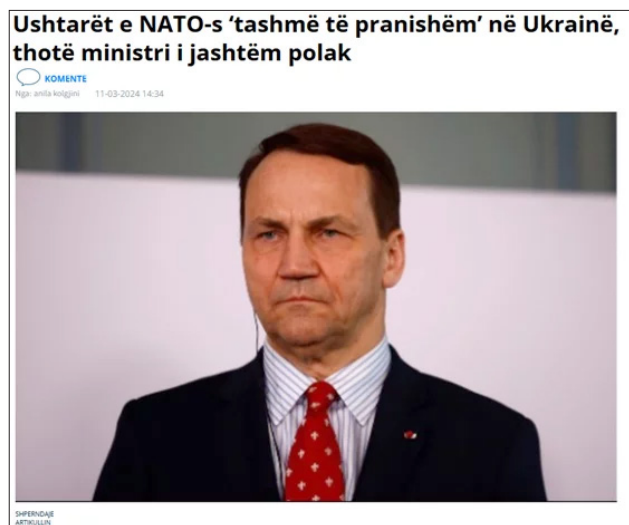 Ushtarët e NATO-s ‘tashmë të pranishëm’ në Ukrainë,
thotë ministri i jashtëm polak
KOMENTE
Nga: anila kolgjini 11-03-2024 14:34
SHPERNDAJE
ARTIKULLIN